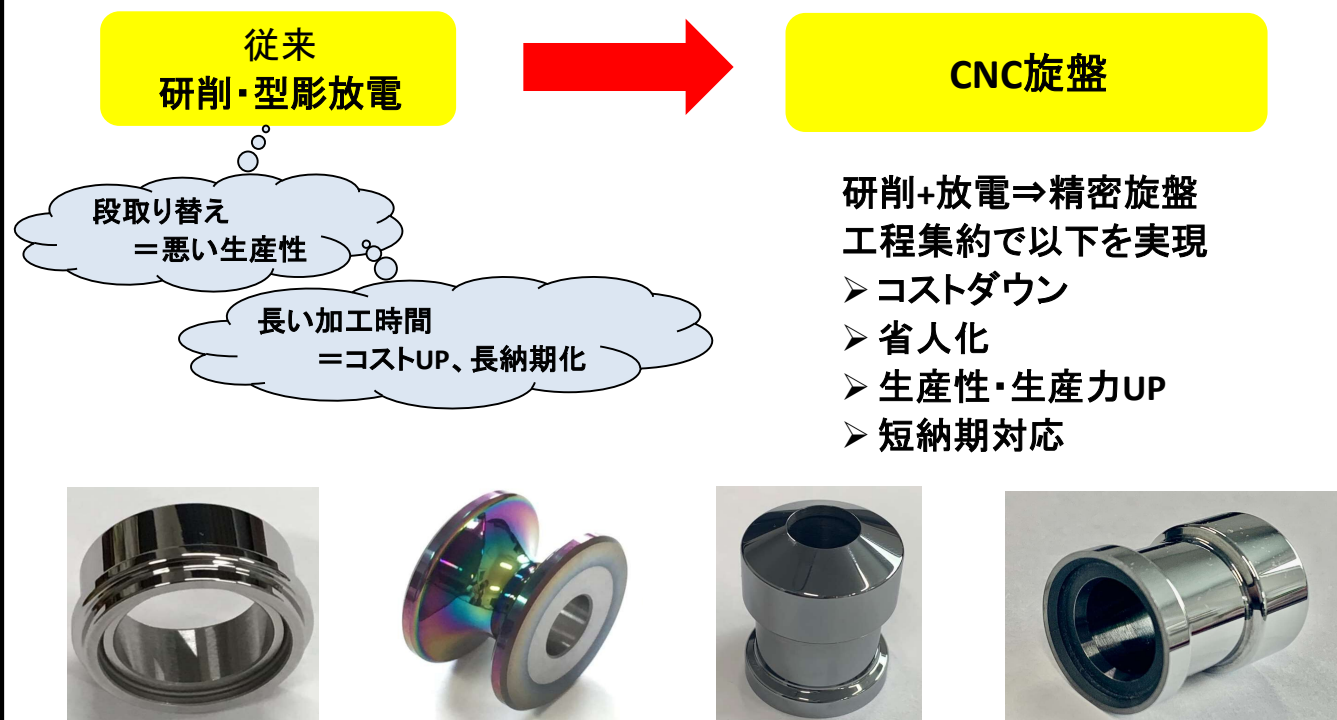 従来
研削・型彫放電
CNC旋盤
段取り替え
＝悪い生産性
長い加工時間
＝コストUP、長納期化
研削+放電⇒精密旋盤
工程集約で以下を実現
➢ コストダウン
➢ 省人化
➢ 生産性・生産力UP
➢ 短納期対応